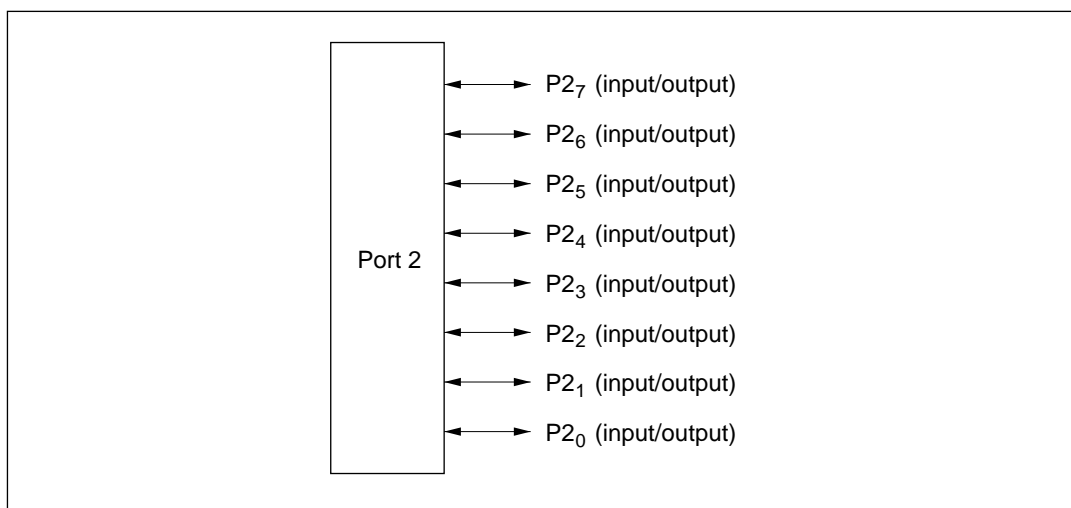 P2₇ (input/output)
P2₆ (input/output)
P2₅ (input/output)
P2₄ (input/output)
Port 2
P2₃ (input/output)
P2₂ (input/output)
P2₁ (input/output)
P2₀ (input/output)